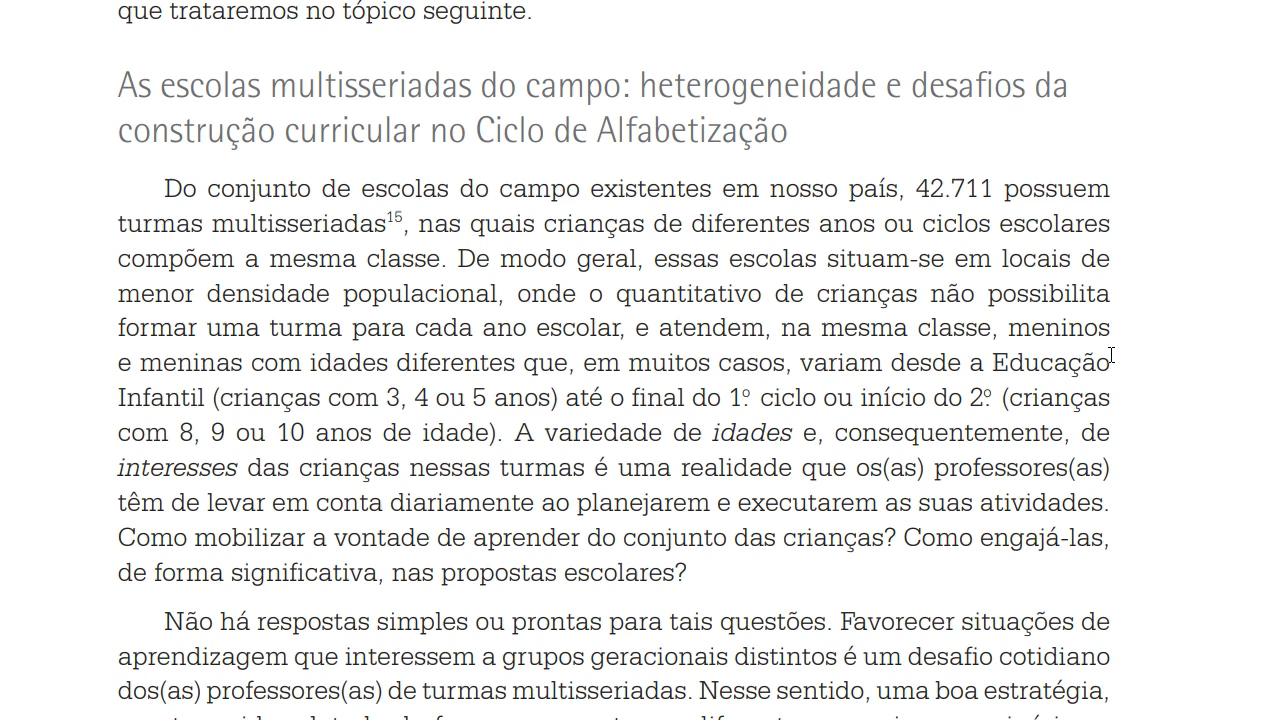 que trataremos no tópico seguinte.
As escolas multisseriadas do campo: heterogeneidade e desafios da
construção curricular no Ciclo de Alfabetização
Do conjunto de escolas do campo existentes em nosso país, 42.711 possuem
turmas multisseriadas15, nas quais crianças de diferentes anos ou ciclos escolares
compõem a mesma classe. De modo geral, essas escolas situam-se em locais de
menor densidade populacional, onde o quantitativo de crianças não possibilita
formar uma turma para cada ano escolar, e atendem, na mesma classe, meninos
e meninas com idades diferentes que, em muitos casos, variam desde a Educação
Infantil (crianças com 3, 4 ou 5 anos) até o final do 1º. ciclo ou início do 2º. (crianças
com 8, 9 ou 10 anos de idade). A variedade de idades e, consequentemente, de
interesses das crianças nessas turmas é uma realidade que os(as) professores(as)
têm de levar em conta diariamente ao planejarem e executarem as suas atividades.
Como mobilizar a vontade de aprender do conjunto das crianças? Como engajá-las,
de forma significativa, nas propostas escolares?
Não há respostas simples ou prontas para tais questões. Favorecer situações de
aprendizagem que interessem a grupos geracionais distintos é um desafio cotidiano
dos(as) professores(as) de turmas multisseriadas. Nesse sentido, uma boa estratégia,